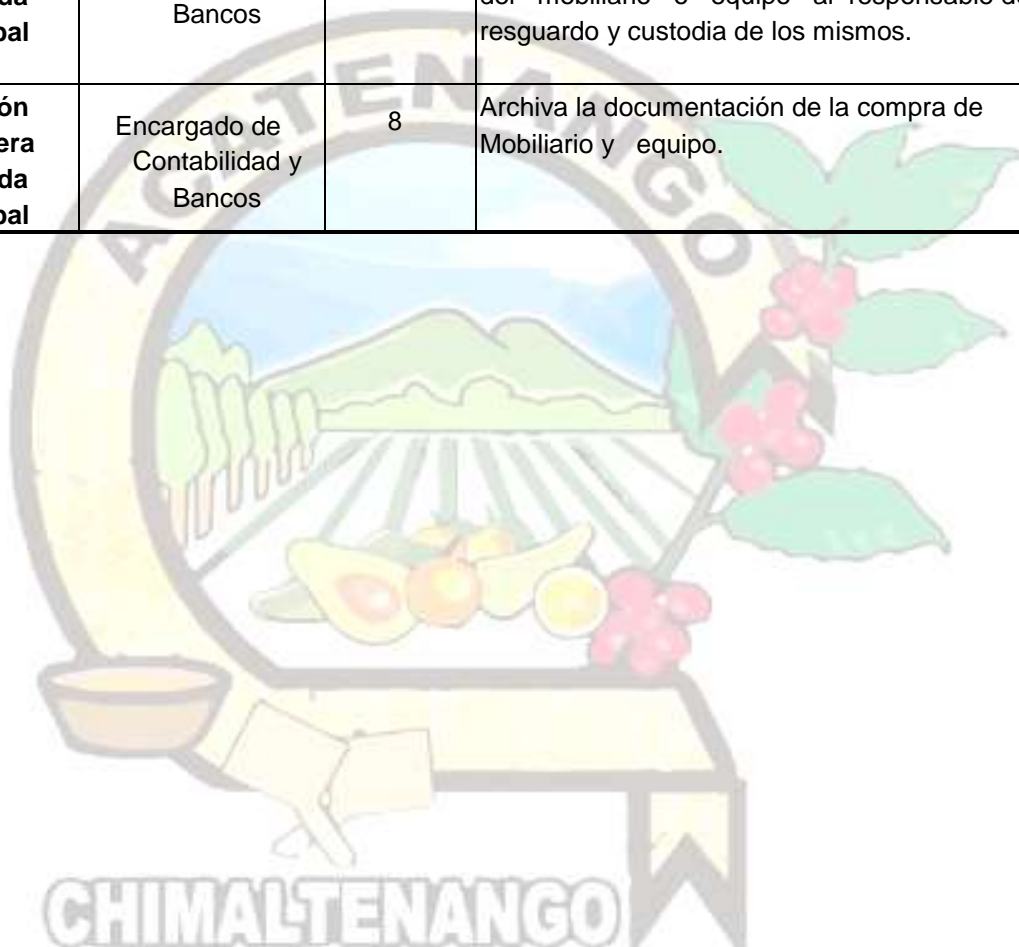 Bancos
resguardo y custodia de los mismos.
Encargado de
Contabilidad y
Bancos
8
Archiva la documentación de la compra de
Mobiliario y equipo.
ACATENANGO
CHIMALTENANGO